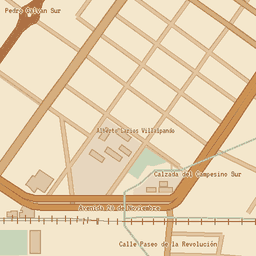 Pedro Galván Sur
Alberto Larios Villalpando
Calzada del Campesino Sur
Avenida 20 de Noviembre
Calle Paseo de la Revolución